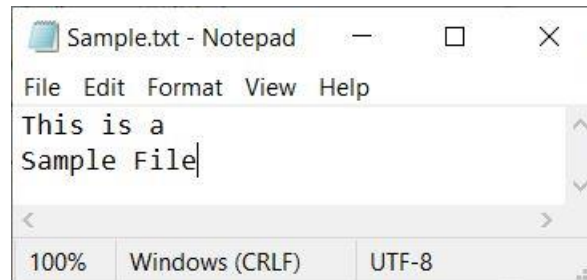 Sample.txt - Notepad
File Edit Format View Help
This is a
Sample File
100% Windows (CRLF) UTF-8